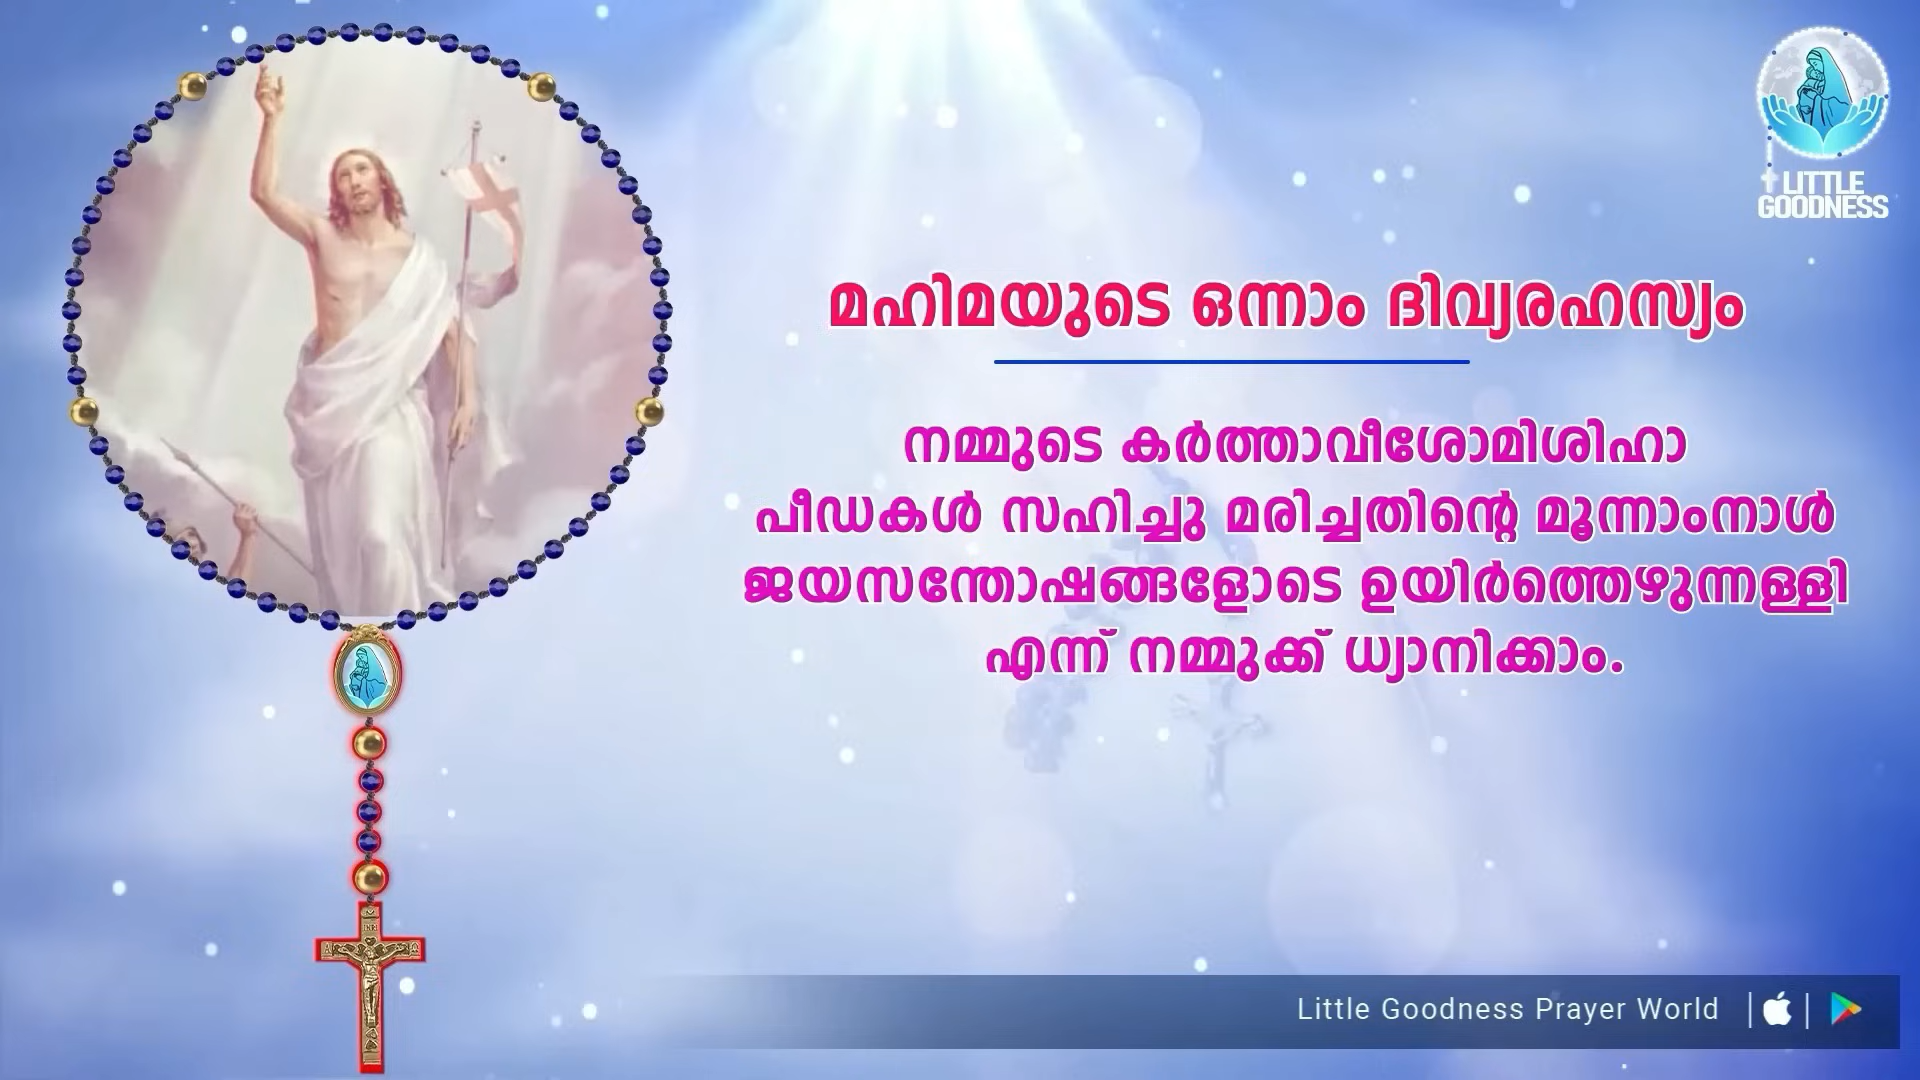 LITTLE
GOODNESS
മഹിമയുടെ ഒന്നാം ദിവ്യരഹസ്യം
നമ്മുടെ കർത്താവീശോമിശിഹാ
പീഡകൾ സഹിച്ചു മരിച്ചതിന്റെ മൂന്നാംനാൾ
ജയസന്തോഷങ്ങളോടെ ഉയിർത്തെഴുന്നള്ളി
എന്ന് നമ്മുക്ക് ധ്യാനിക്കാം.
INRI
Little Goodness Prayer World